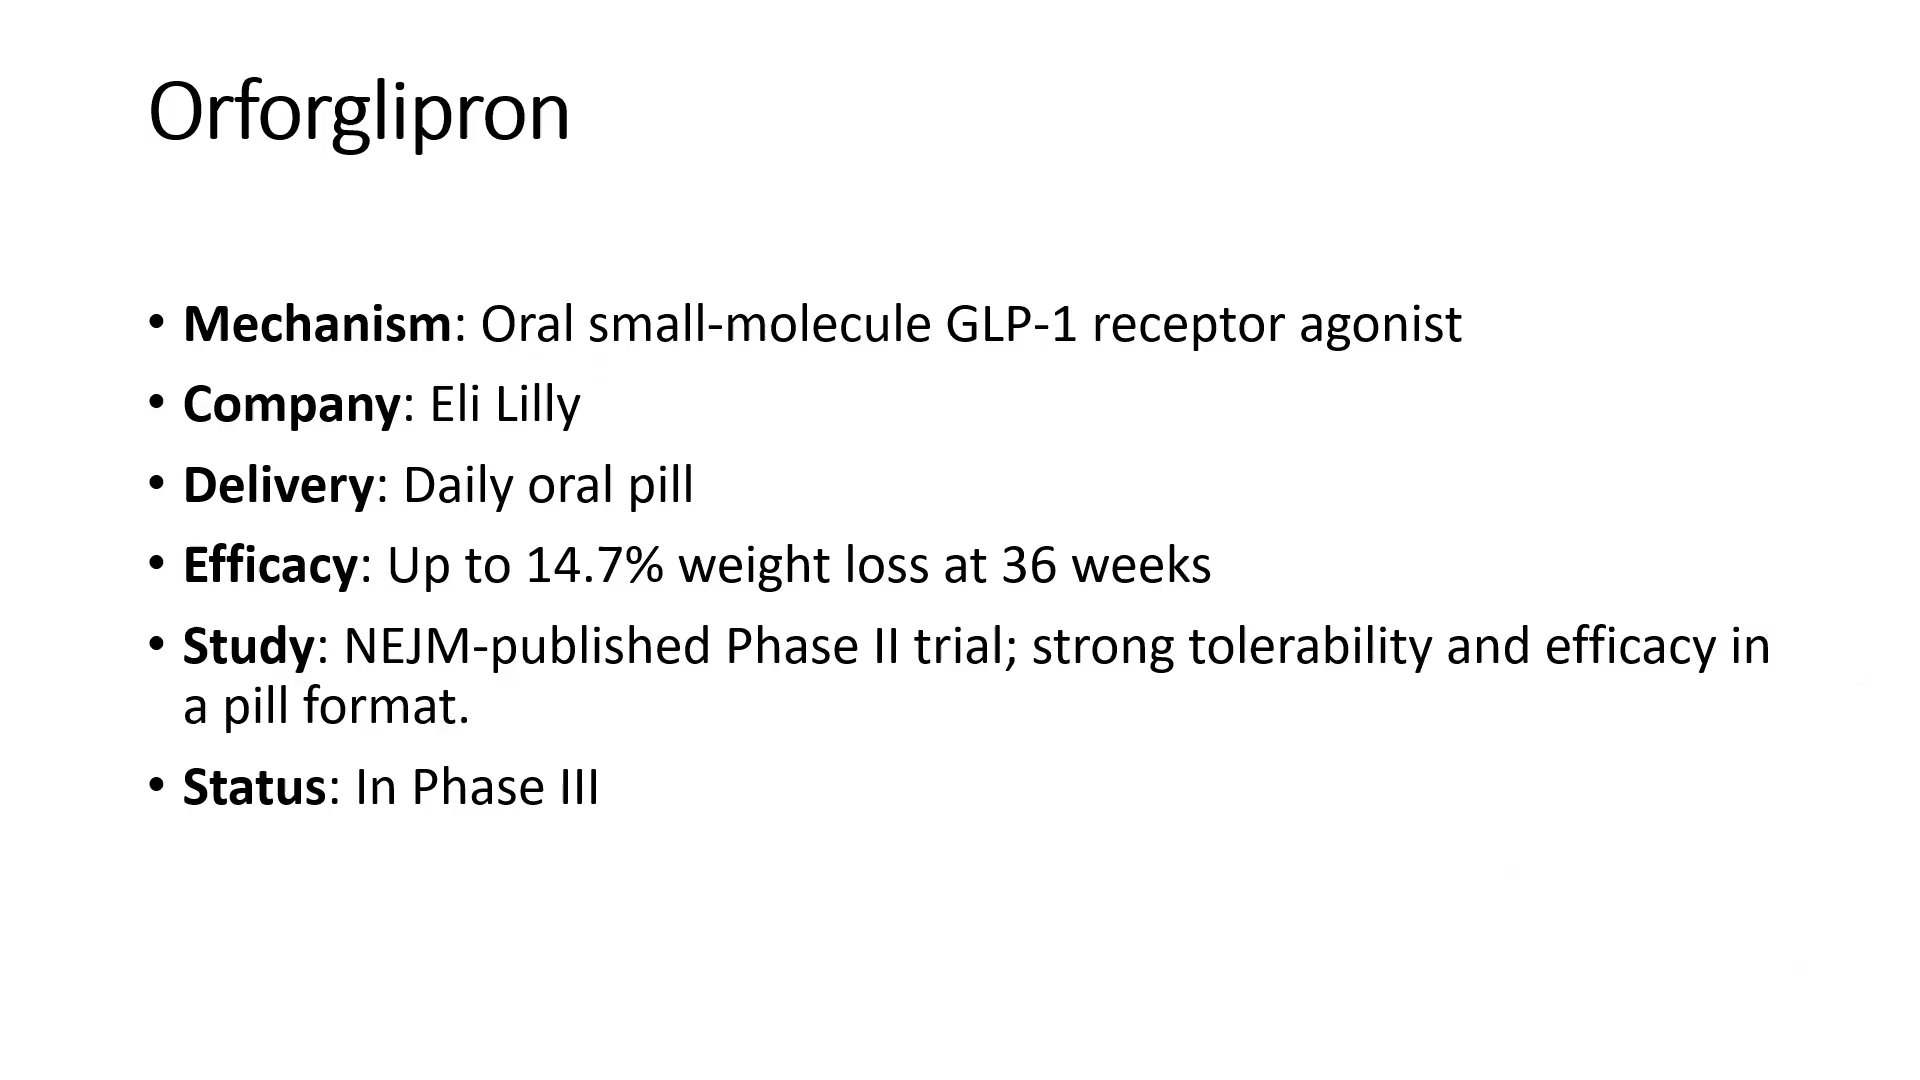 Orforglipron
• Mechanism: Oral small-molecule GLP-1 receptor agonist
• Company: Eli Lilly
• Delivery: Daily oral pill
• Efficacy: Up to 14.7% weight loss at 36 weeks
• Study: NEJM-published Phase II trial; strong tolerability and efficacy in
a pill format.
• Status: In Phase III